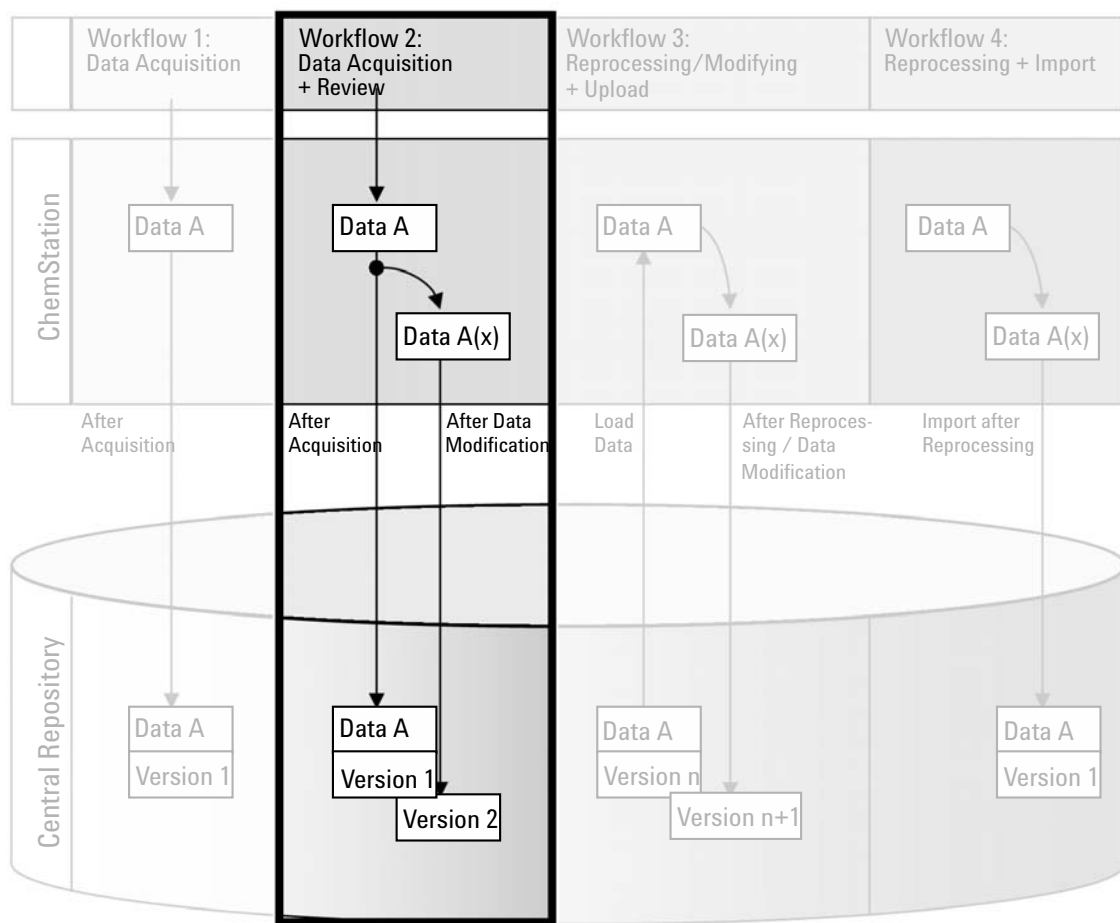 Workflow 1:
Data Acquisition
Workflow 2:
Data Acquisition
+ Review
Workflow 3:
Reprocessing/Modifying
+ Upload
Workflow 4:
Reprocessing + Import
ChemStation
Data A
Data A
Data A(x)
Data A
Data A(x)
Data A
Data A(x)
After
Acquisition
After
Acquisition
After Data
Modification
Load
Data
After Reproces-
sing / Data
Modification
Import after
Reprocessing
Central Repository
Data A
Version 1
Data A
Version 1
Version 2
Data A
Version n
Version n+1
Data A
Version 1